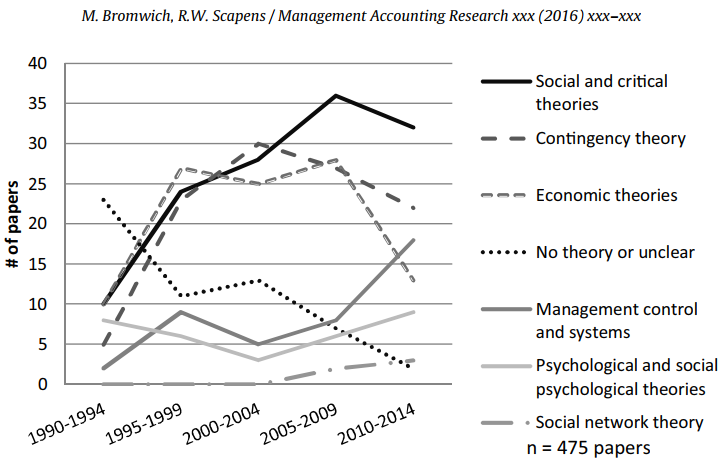 M. Bromwich, R.W. Scapens / Management Accounting Research xxx (2016) xxx–xxx
# of papers
40
35
30
25
20
15
10
5
0
1990-1994
1995-1999
2000-2004
2005-2009
2010-2014
Social and critical
theories
Contingency theory
Economic theories
No theory or unclear
Management control
and systems
Psychological and social
psychological theories
Social network theory
n = 475 papers